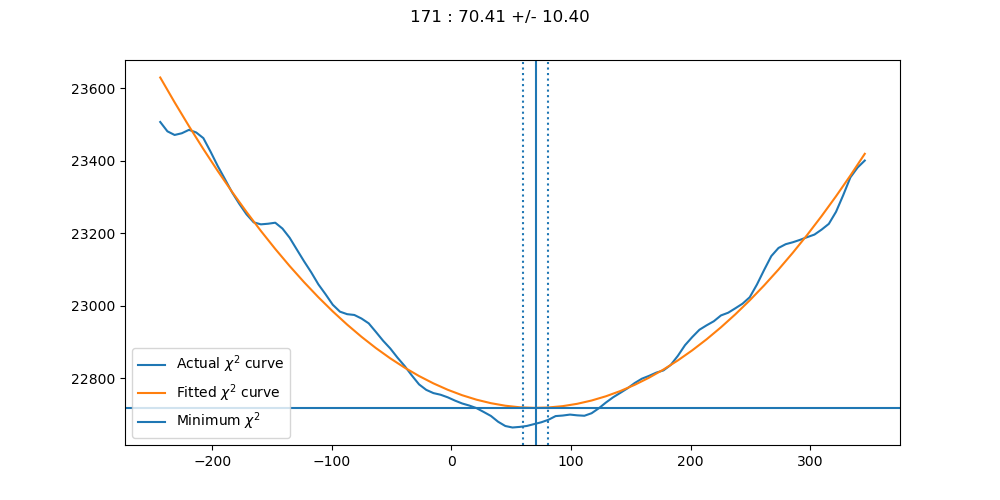 171 : 70.41 +/- 10.40
23600
23400
23200
23000
22800
Actual χ² curve
Fitted χ² curve
Minimum χ²
−200 −100 0 100 200 300